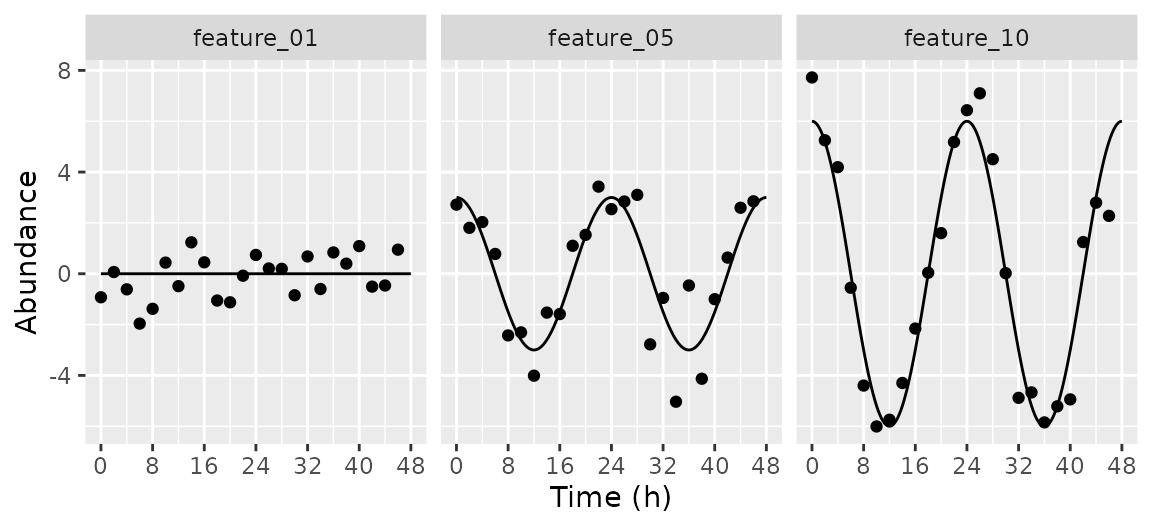 feature_01 feature_05 feature_10
8
4
0
-4
Abundance
0 8 16 24 32 40 48 0 8 16 24 32 40 48 0 8 16 24 32 40 48
Time (h)